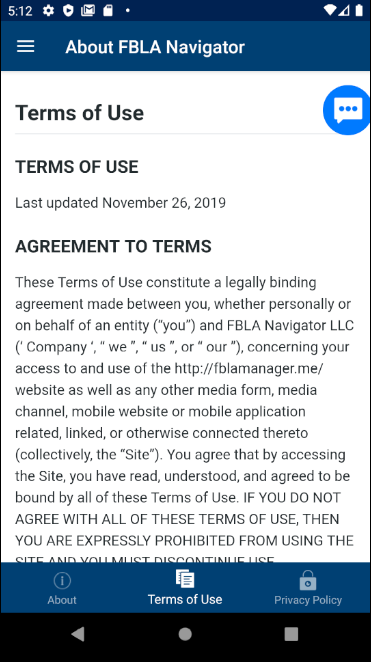 5:12
About FBLA Navigator
Terms of Use
TERMS OF USE
Last updated November 26, 2019
AGREEMENT TO TERMS
These Terms of Use constitute a legally binding
agreement made between you, whether personally or
on behalf of an entity (“you”) and FBLA Navigator LLC
(‘ Company ‘, “ we ”, “ us ”, or “ our ”), concerning your
access to and use of the http://fblamanager.me/
website as well as any other media form, media
channel, mobile website or mobile application
related, linked, or otherwise connected thereto
(collectively, the “Site”). You agree that by accessing
the Site, you have read, understood, and agreed to be
bound by all of these Terms of Use. IF YOU DO NOT
AGREE WITH ALL OF THESE TERMS OF USE, THEN
YOU ARE EXPRESSLY PROHIBITED FROM USING THE
SITE AND YOU MUST DISCONTINUE USE
About
Terms of Use
Privacy Policy